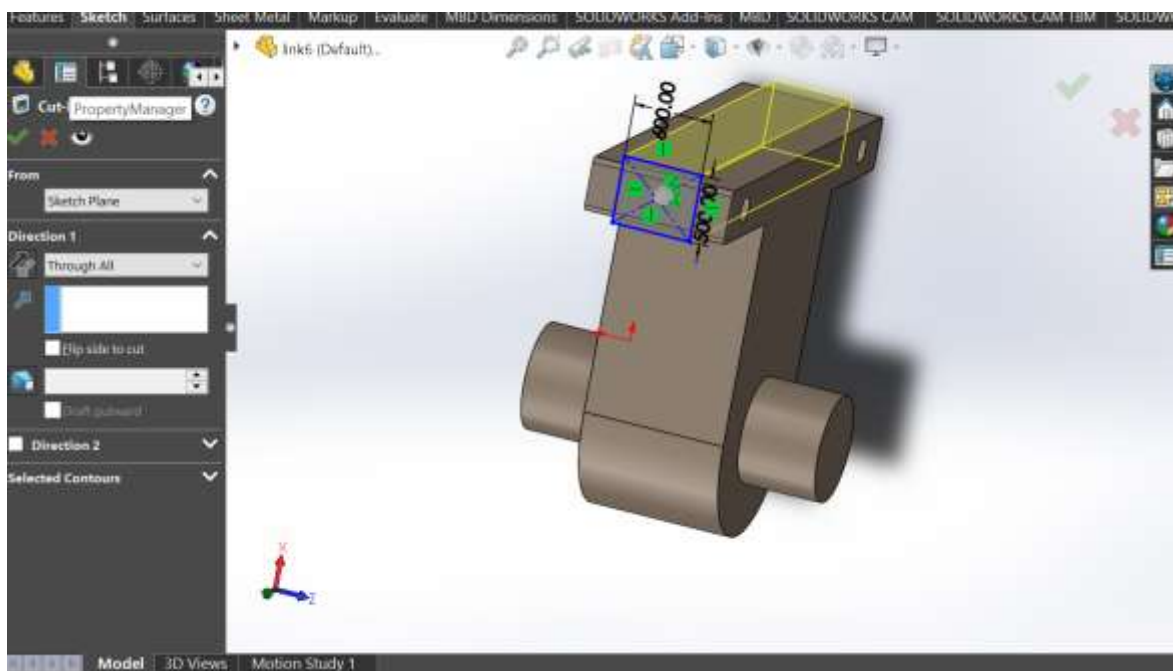 Features Sketch Surfaces Sheet Metal Markup Evaluate MBD Dimensions SOLIDWORKS Add-Ins MBD SOLIDWORKS CAM SOLIDWORKS CAM TBM
link6 (Default)...
Cut-
PropertyManager
?
From
Sketch Plane
Direction 1
Through All
Flip side to cut
Draft outward
Direction 2
Selected Contours
X
Z
Model 3D Views Motion Study 1